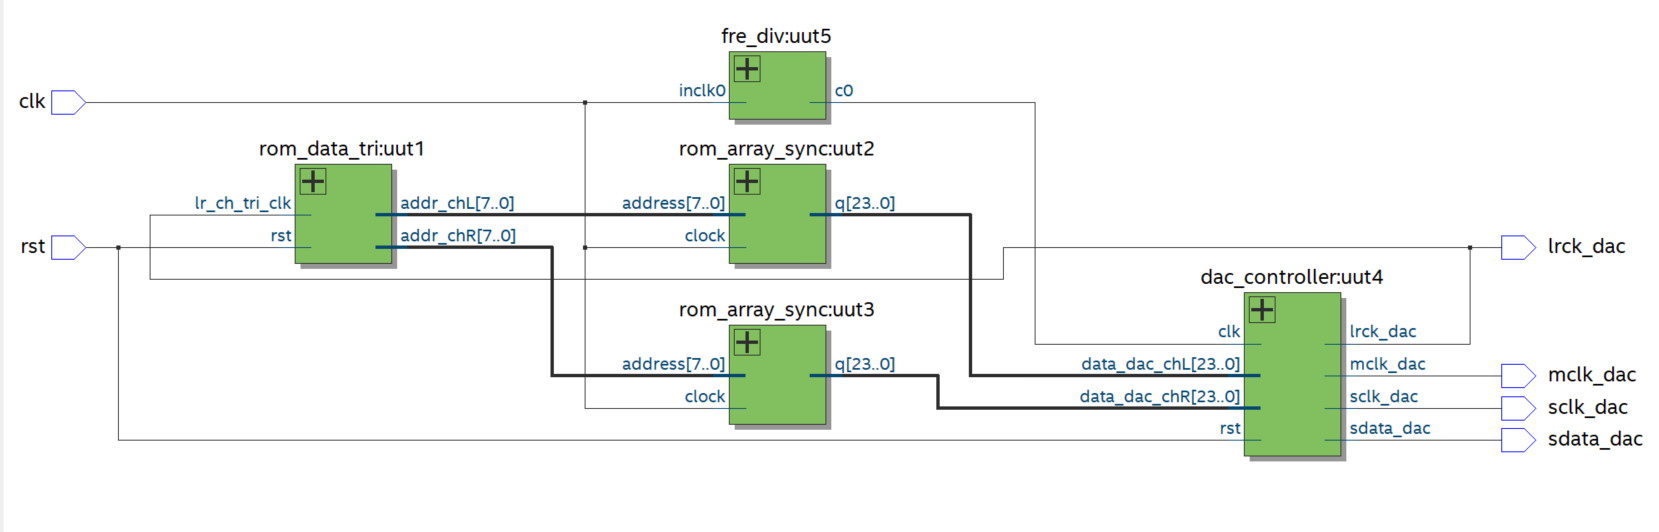 fre_div:uut5
clk
inclk0
c0
rom_data_tri:uut1
rom_array_sync:uut2
lr_ch_tri_clk
addr_chL[7..0]
address[7..0]
q[23..0]
rst
rst
addr_chR[7..0]
clock
lrck_dac
dac_controller:uut4
rom_array_sync:uut3
clk
lrck_dac
address[7..0]
q[23..0]
data_dac_chL[23..0]
mclk_dac
mclk_dac
clock
data_dac_chR[23..0]
sclk_dac
sclk_dac
rst
sdata_dac
sdata_dac